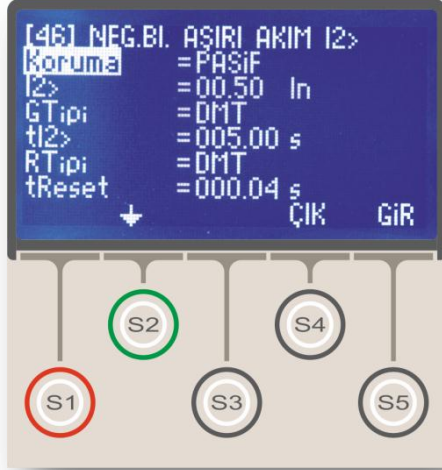 [46] NEG.BI. AŞIRI AKIM I2>
Koruma =PASİF
I2> =00.50 In
GTipi =DMT
tI2> =005.00 s
RTipi =DMT
tReset =000.04 s
ÇIK GİR
S2 S4
S1 S3 S5